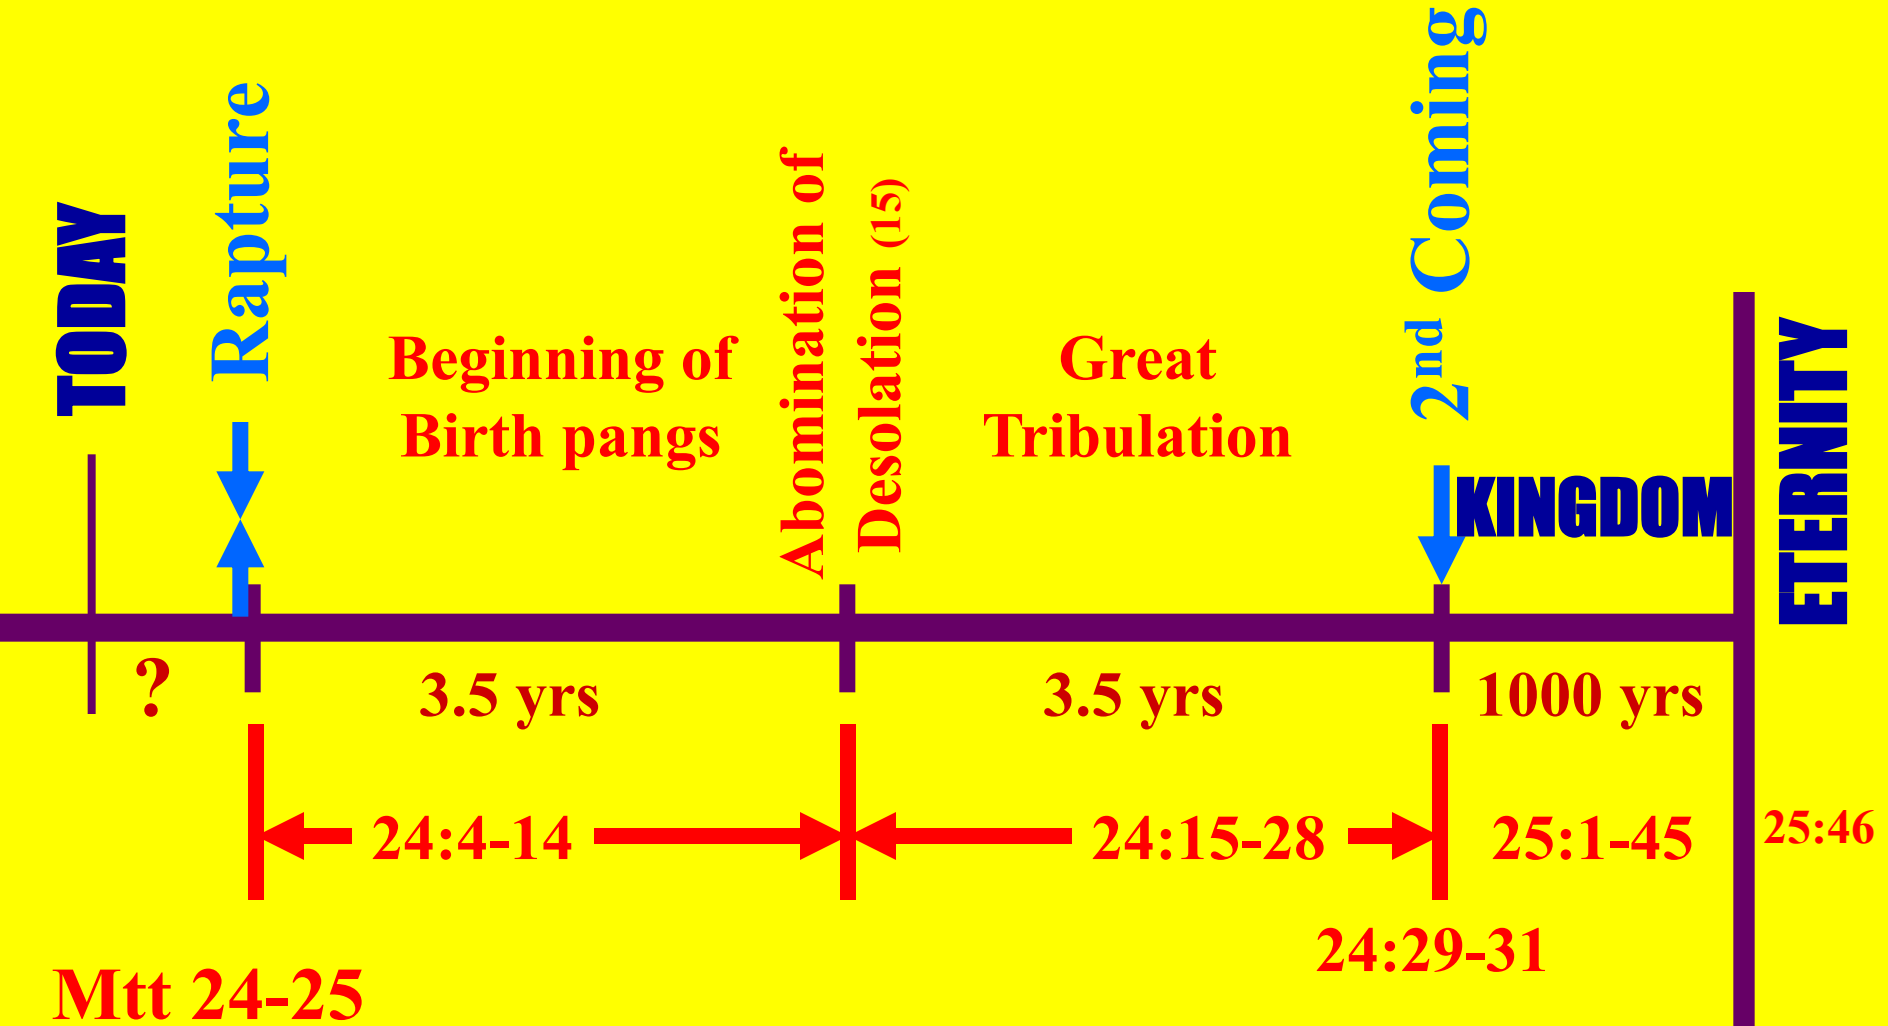 TODAY
Rapture
Beginning of
Birth pangs
Abomination of
Desolation (15)
Great
Tribulation
2nd Coming
KINGDOM
ETERNITY
?
3.5 yrs
3.5 yrs
1000 yrs
24:4-14
24:15-28
25:1-45
25:46
24:29-31
Mtt 24-25